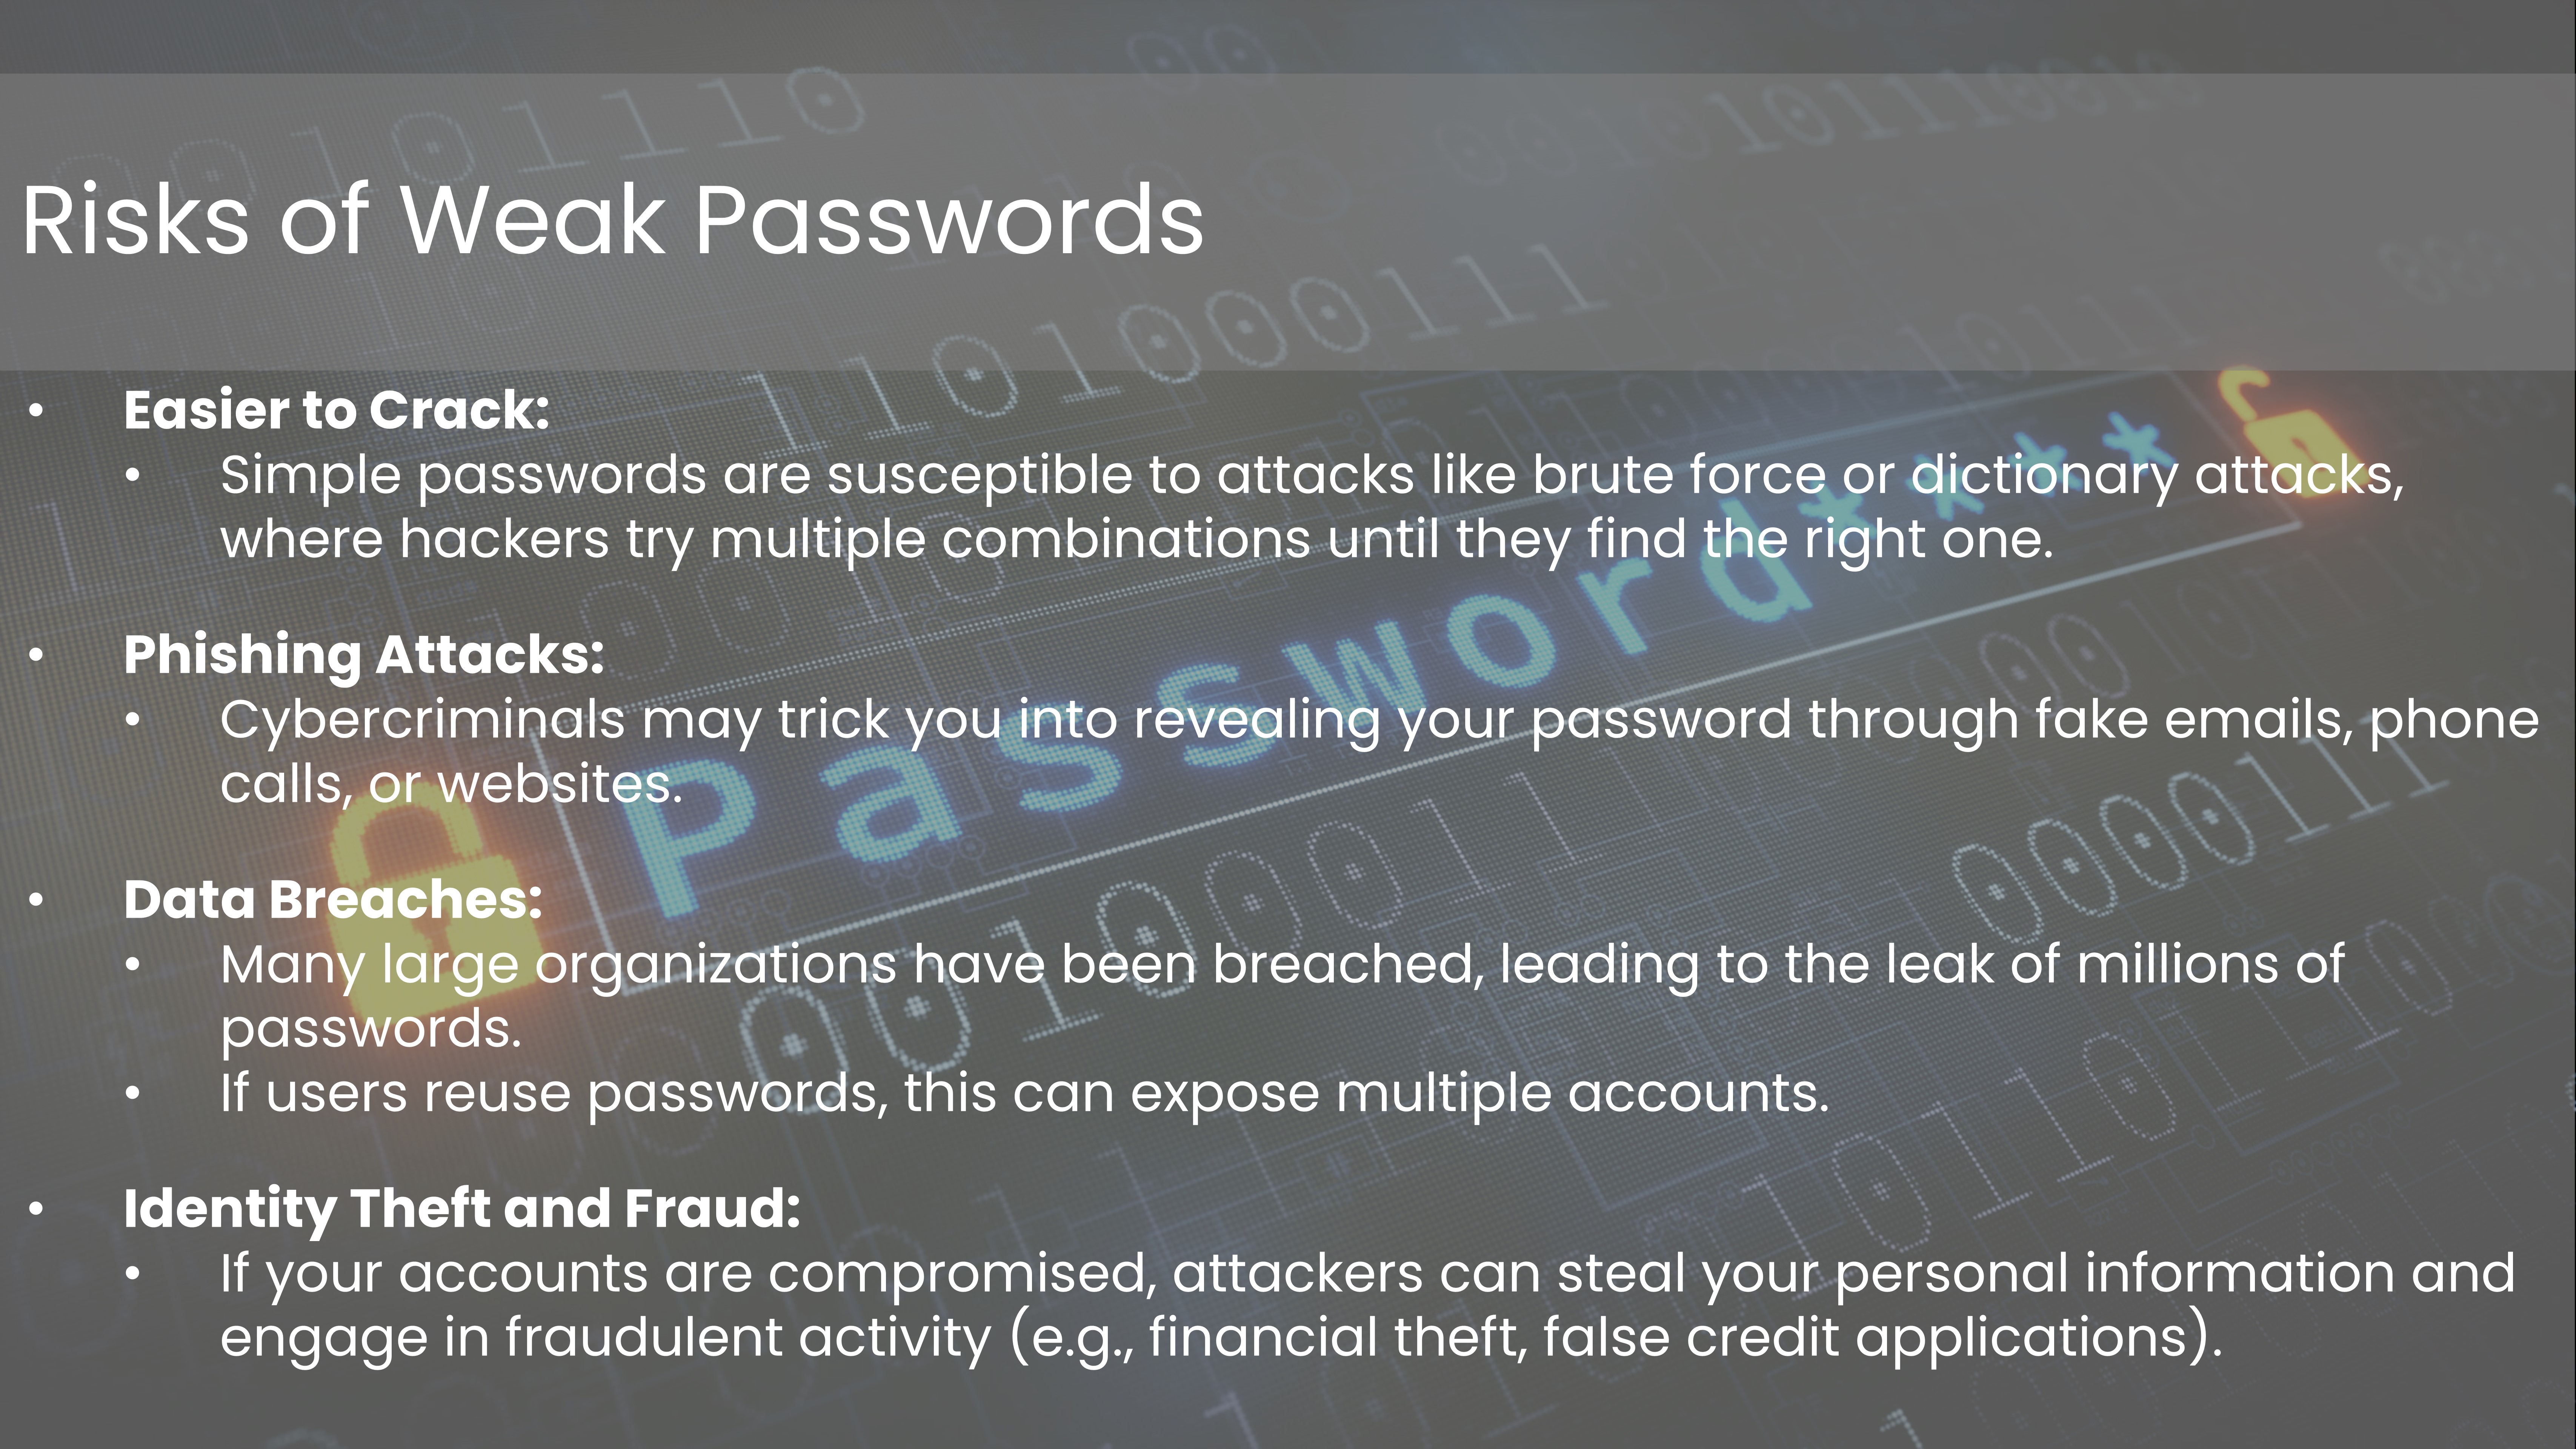 Risks of Weak Passwords
• Easier to Crack:
• Simple passwords are susceptible to attacks like brute force or dictionary attacks,
where hackers try multiple combinations until they find the right one.
• Phishing Attacks:
• Cybercriminals may trick you into revealing your password through fake emails, phone
calls, or websites.
• Data Breaches:
• Many large organizations have been breached, leading to the leak of millions of
passwords.
• If users reuse passwords, this can expose multiple accounts.
• Identity Theft and Fraud:
• If your accounts are compromised, attackers can steal your personal information and
engage in fraudulent activity (e.g., financial theft, false credit applications).
Password****
00101110
1101000111
0010111
0000111